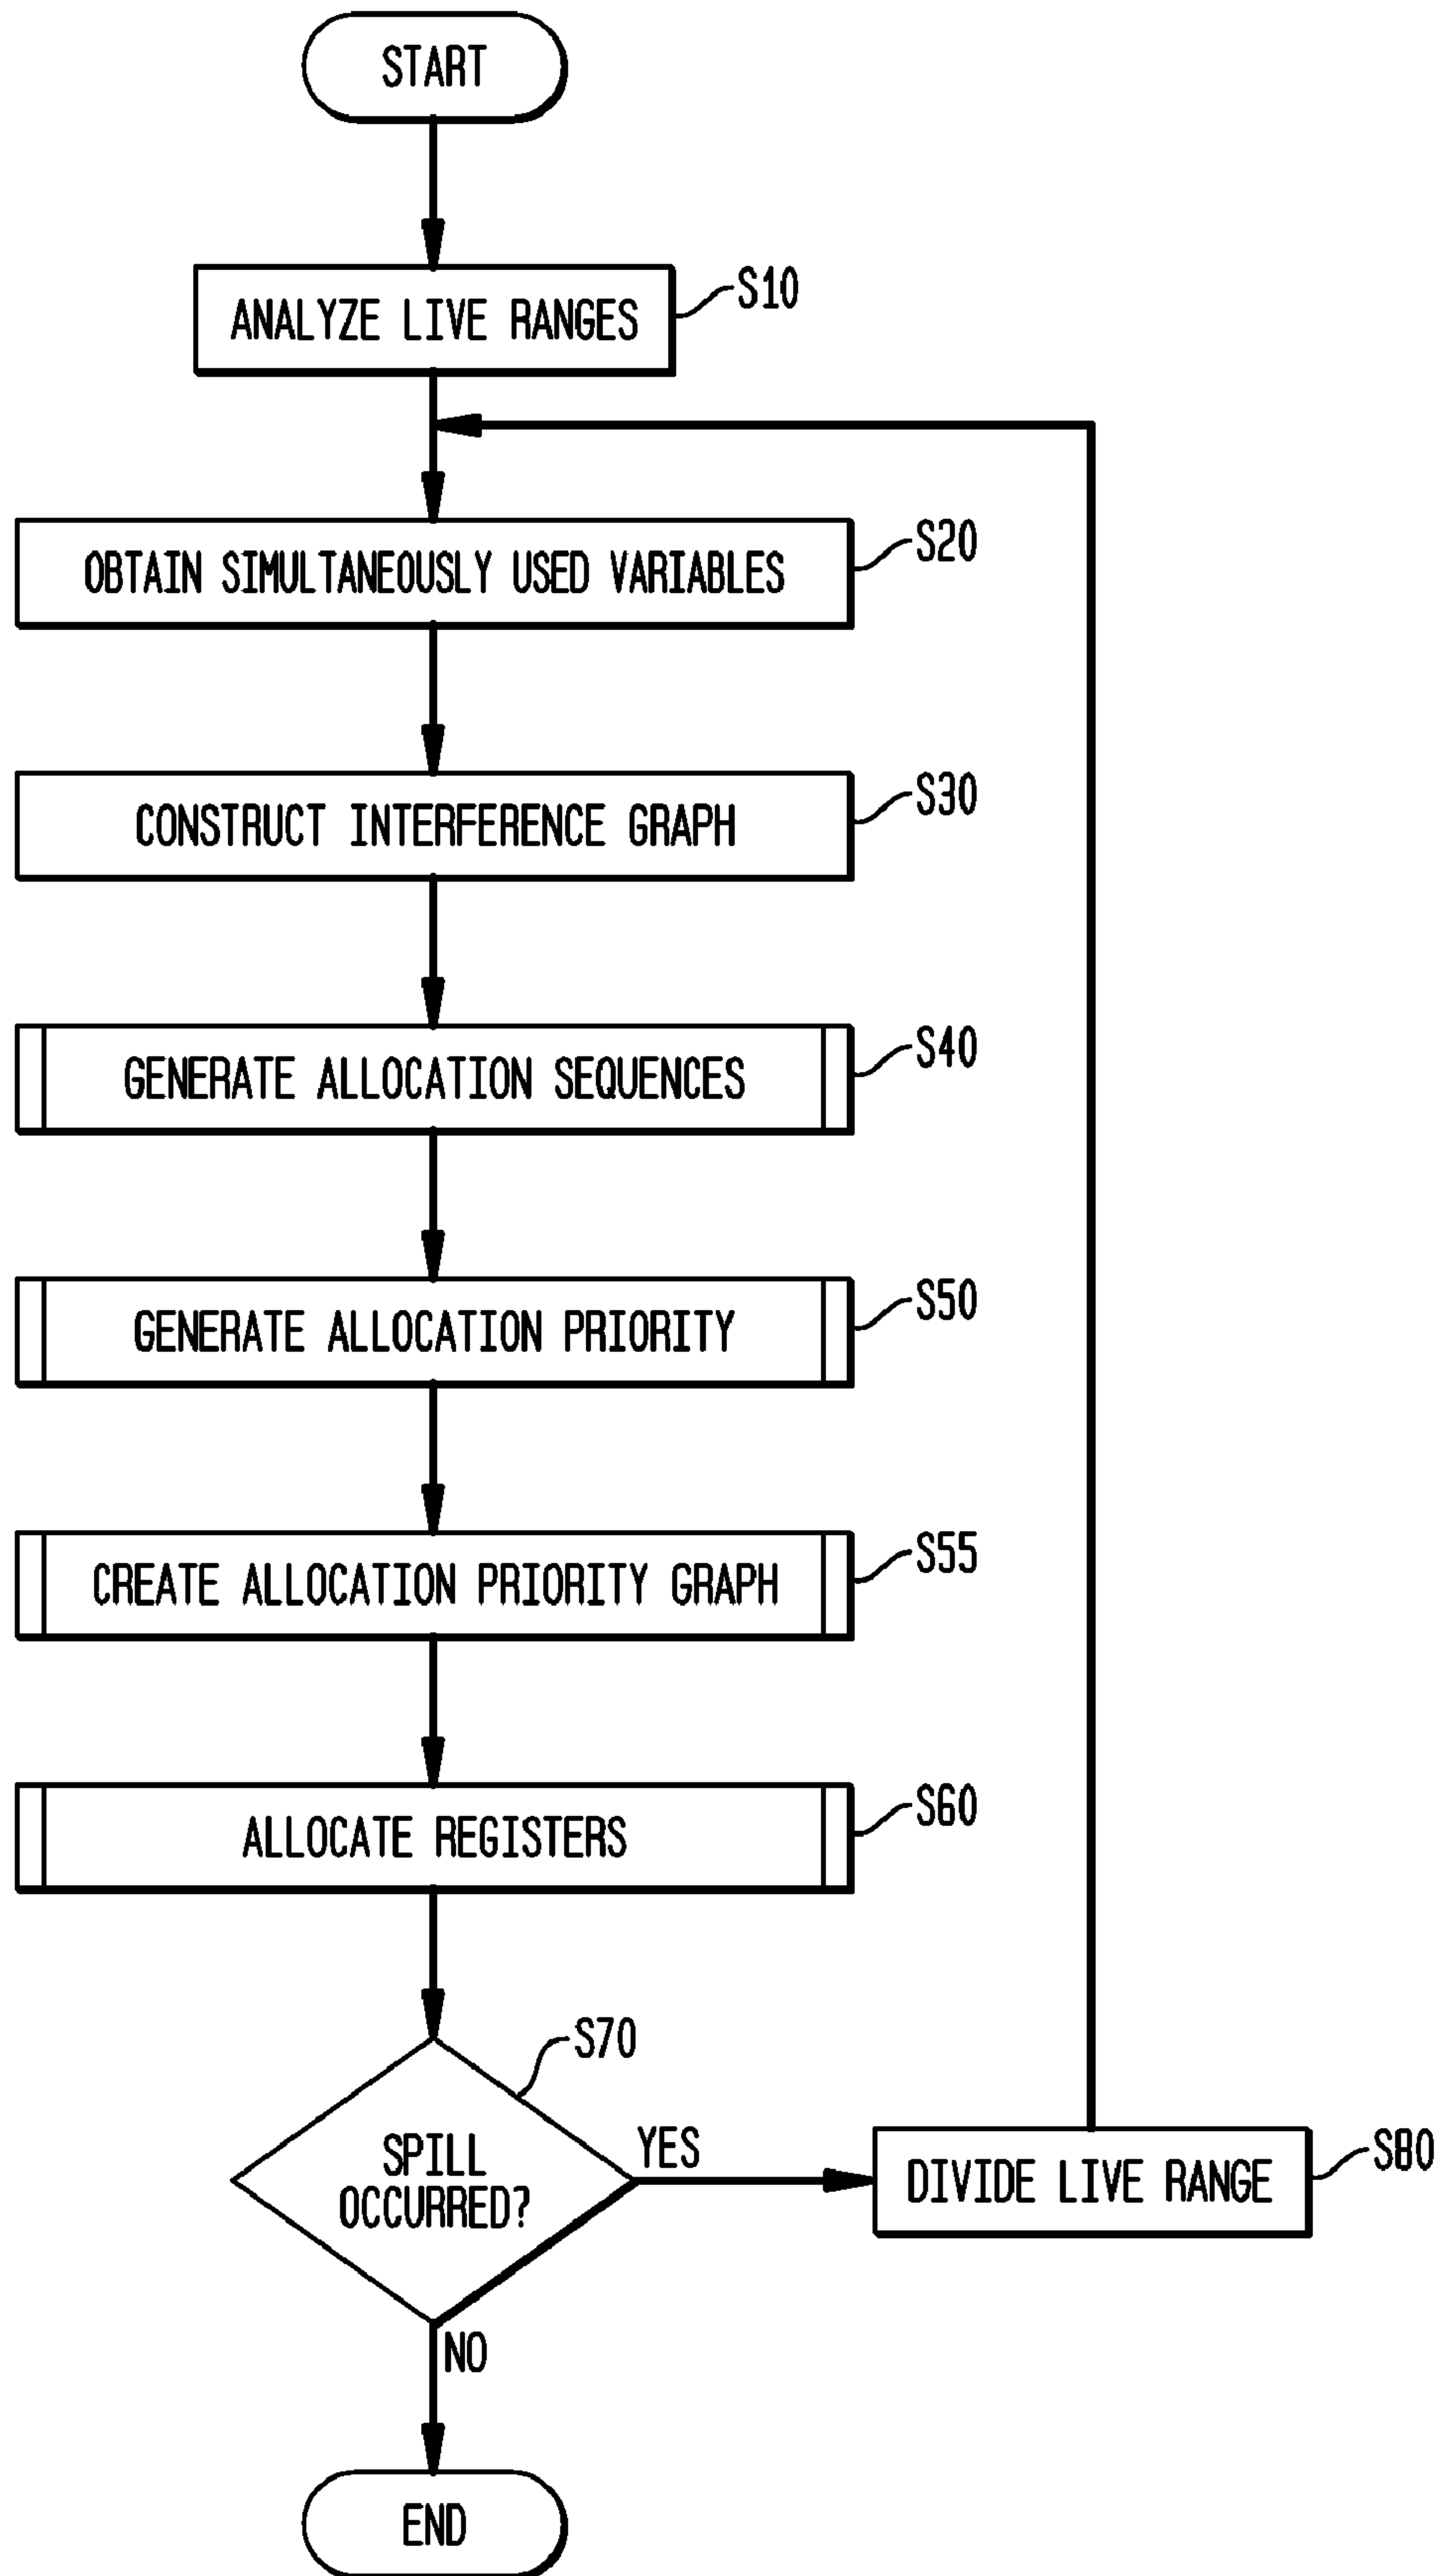 START
ANALYZE LIVE RANGES
S10
OBTAIN SIMULTANEOUSLY USED VARIABLES
S20
CONSTRUCT INTERFERENCE GRAPH
S30
GENERATE ALLOCATION SEQUENCES
S40
GENERATE ALLOCATION PRIORITY
S50
CREATE ALLOCATION PRIORITY GRAPH
S55
ALLOCATE REGISTERS
S60
S70
SPILL
OCCURRED?
YES
DIVIDE LIVE RANGE
S80
NO
END